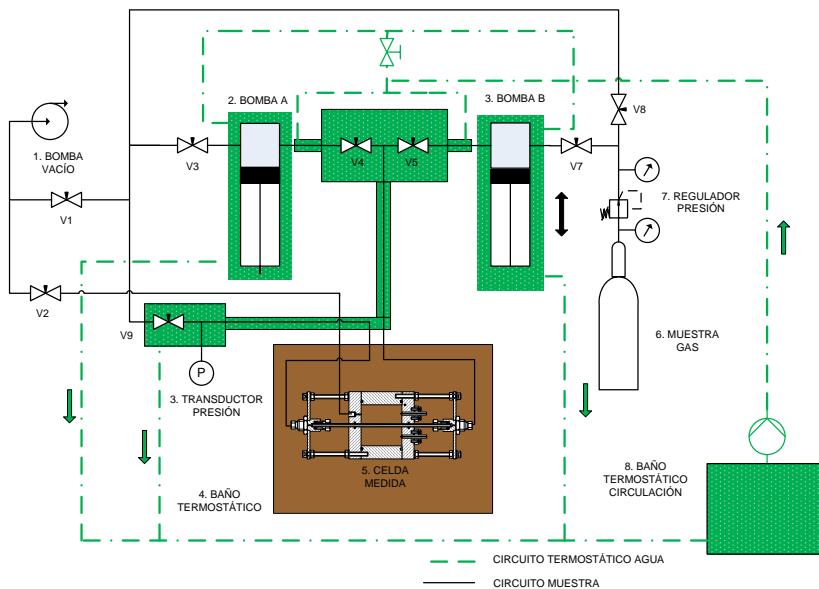 V8
2. BOMBA A
3. BOMBA B
1. BOMBA
VACÍO
V3
V4
V5
V7
V1
7. REGULADOR
PRESIÓN
V2
V9
P
3. TRANSDUCTOR
PRESIÓN
6. MUESTRA
GAS
5. CELDA
MEDIDA
4. BAÑO
TERMOSTÁTICO
8. BAÑO
TERMOSTÁTICO
CIRCULACIÓN
CIRCUITO TERMOSTÁTICO AGUA
CIRCUITO MUESTRA